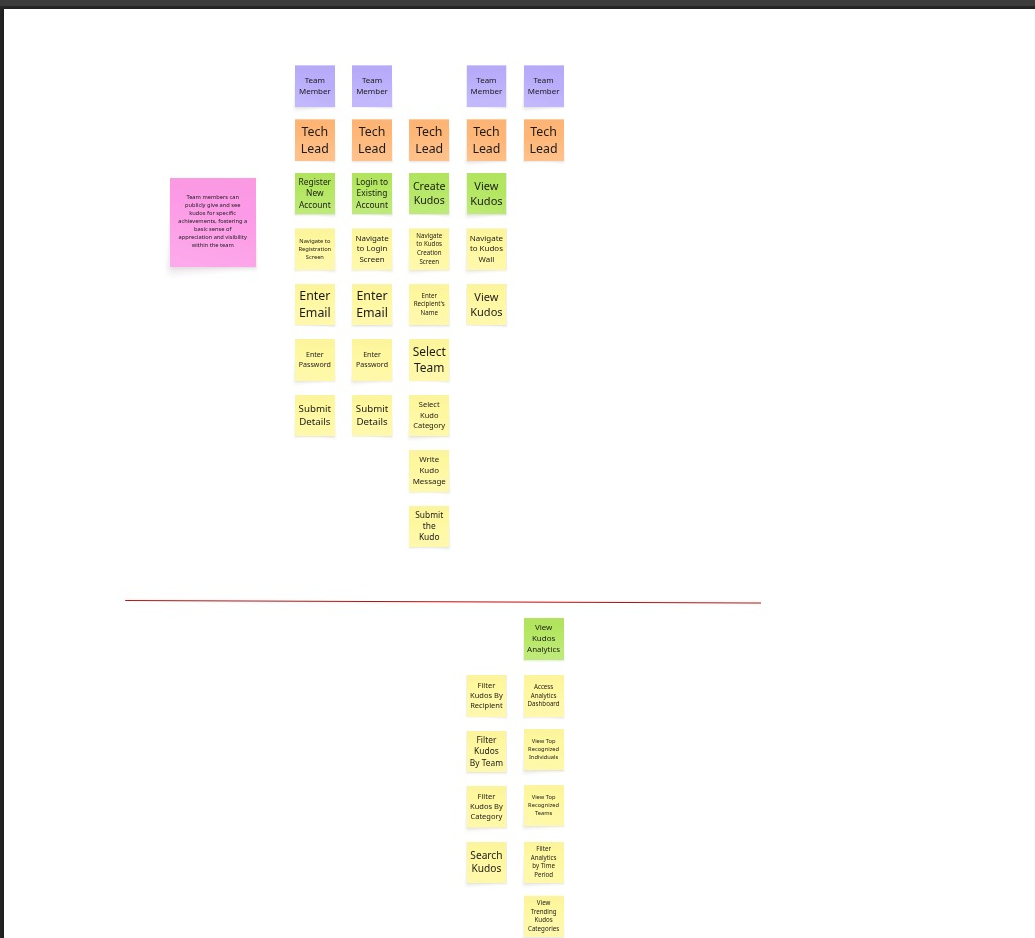 Team
Member
Team
Member
Team
Member
Team
Member
Tech
Lead
Tech
Lead
Tech
Lead
Tech
Lead
Tech
Lead
Team members can
publicly give and see
kudos for specific
achievements, fostering a
basic sense of
appreciation and visibility
within the team
Register
New
Account
Login to
Existing
Account
Create
Kudos
View
Kudos
Navigate to
Registration
Screen
Navigate
to Login
Screen
Navigate
to Kudos
Creation
Screen
Navigate
to Kudos
Wall
Enter
Email
Enter
Email
Enter
Recipient's
Name
View
Kudos
Enter
Password
Enter
Password
Select
Team
Submit
Details
Submit
Details
Select
Kudo
Category
Write
Kudo
Message
Submit
the
Kudo
View
Kudos
Analytics
Filter
Kudos By
Recipient
Access
Analytics
Dashboard
Filter
Kudos
By Team
View Top
Recognized
Individuals
Filter
Kudos By
Category
View Top
Recognized
Teams
Search
Kudos
Filter
Analytics
by Time
Period
View
Trending
Kudos
Categories